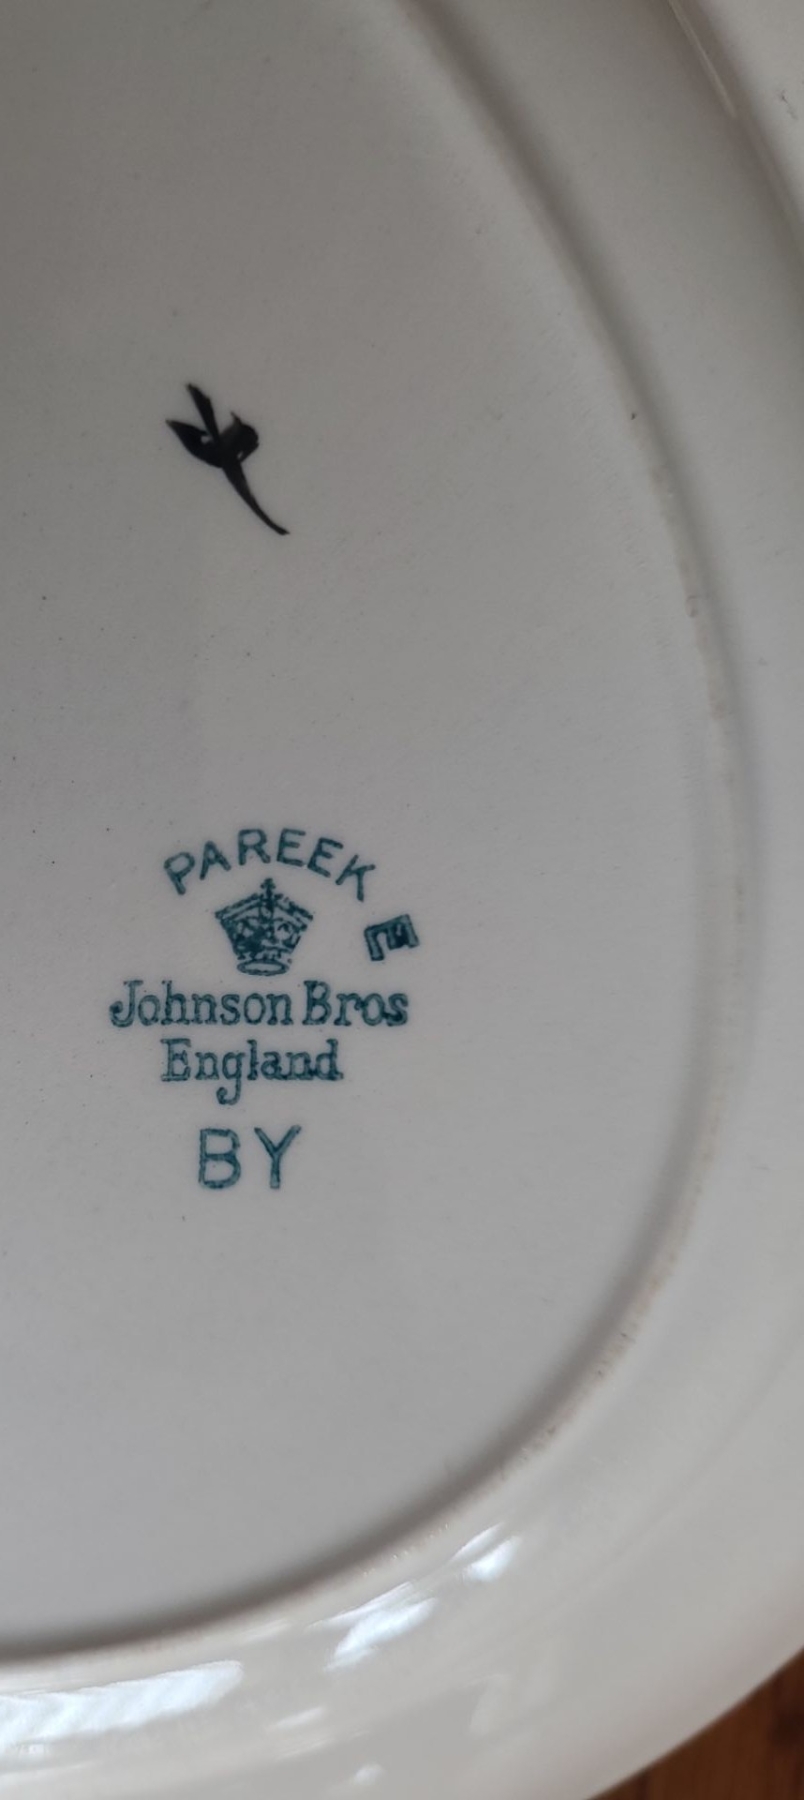 PAREEK
E
Johnson Bros
England
BY